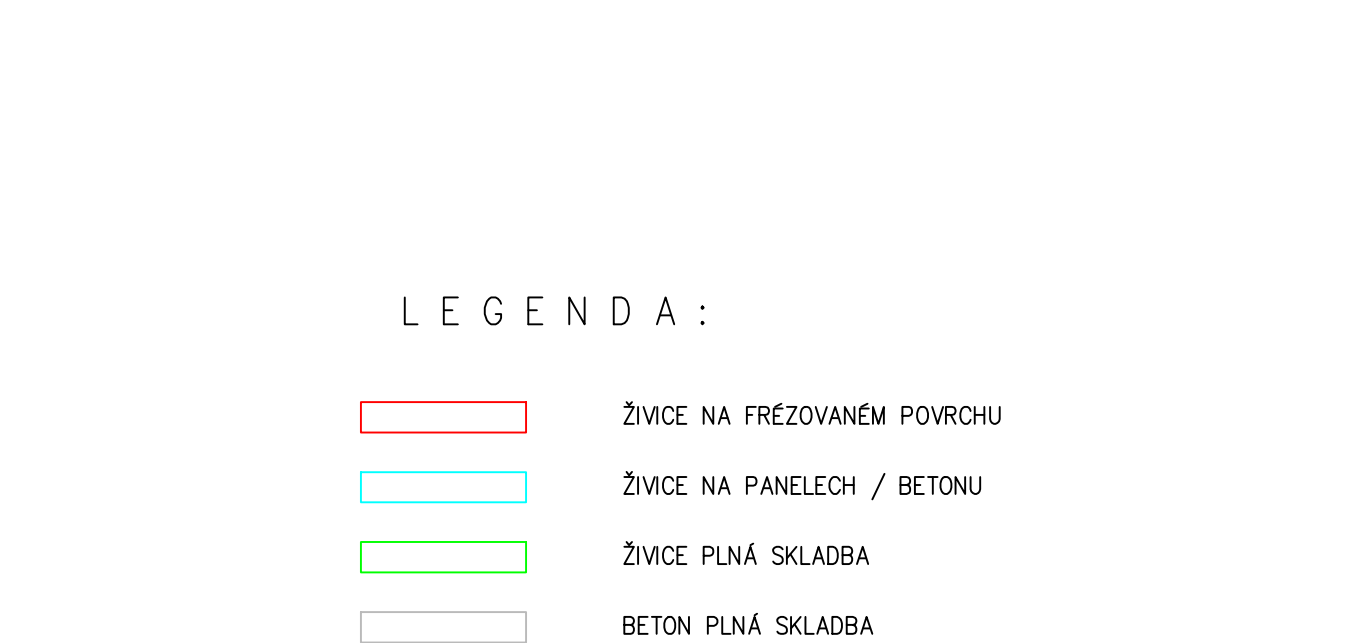 L E G E N D A :
ŽIVICE NA FRÉZOVANÉM POVRCHU
ŽIVICE NA PANELECH / BETONU
ŽIVICE PLNÁ SKLADBA
BETON PLNÁ SKLADBA